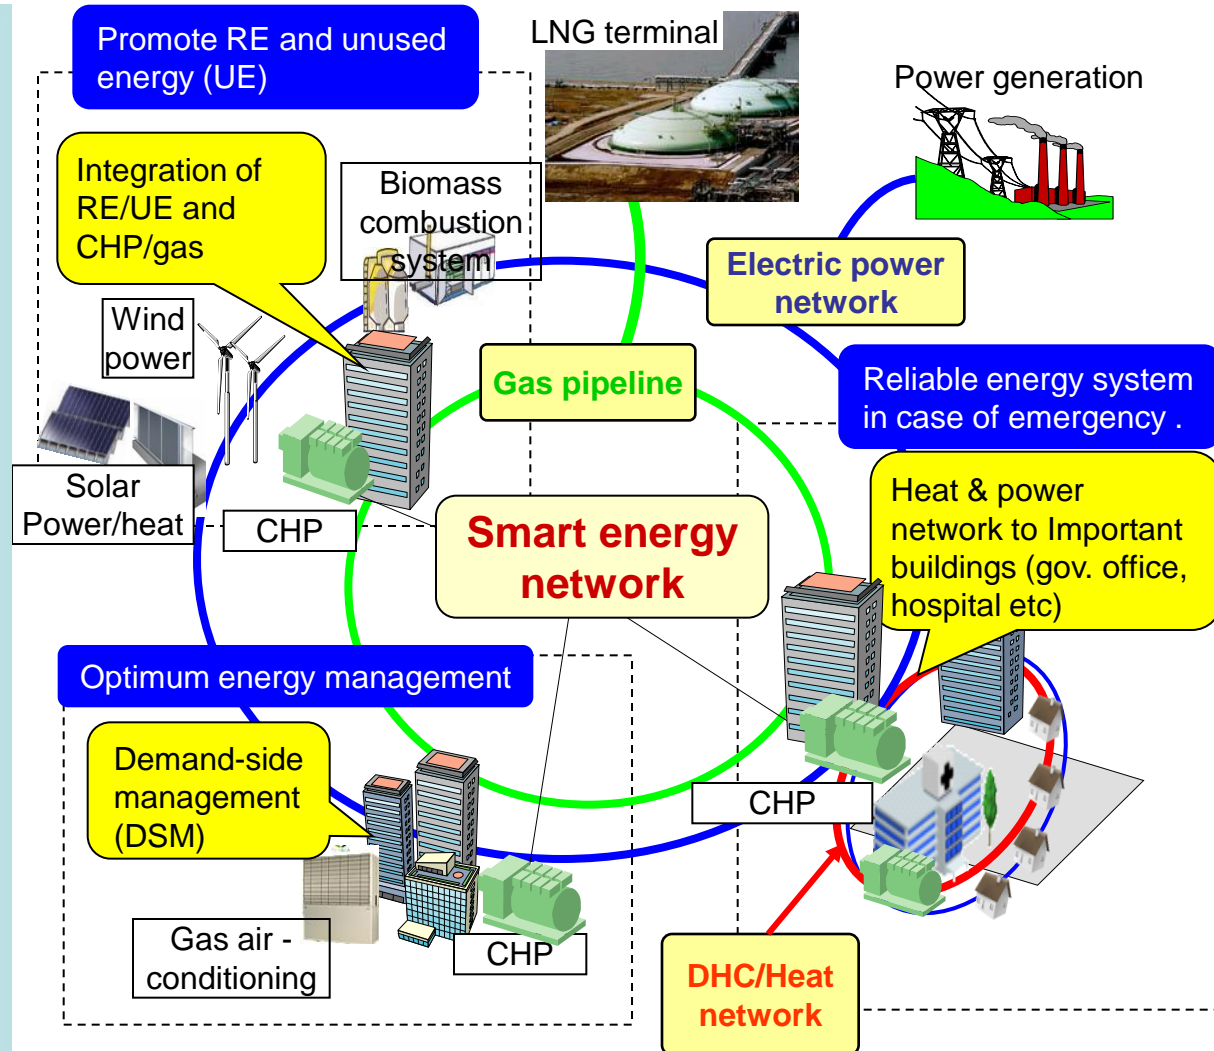 Promote RE and unused
energy (UE)
LNG terminal
Power generation
Integration of
RE/UE and
CHP/gas
Biomass
combustion
system
Electric power
network
Wind
power
Gas pipeline
Reliable energy system
in case of emergency .
Solar
Power/heat
CHP
Smart energy
network
Heat & power
network to Important
buildings (gov. office,
hospital etc)
Optimum energy management
Demand-side
management
(DSM)
CHP
Gas air -
conditioning
CHP
DHC/Heat
network